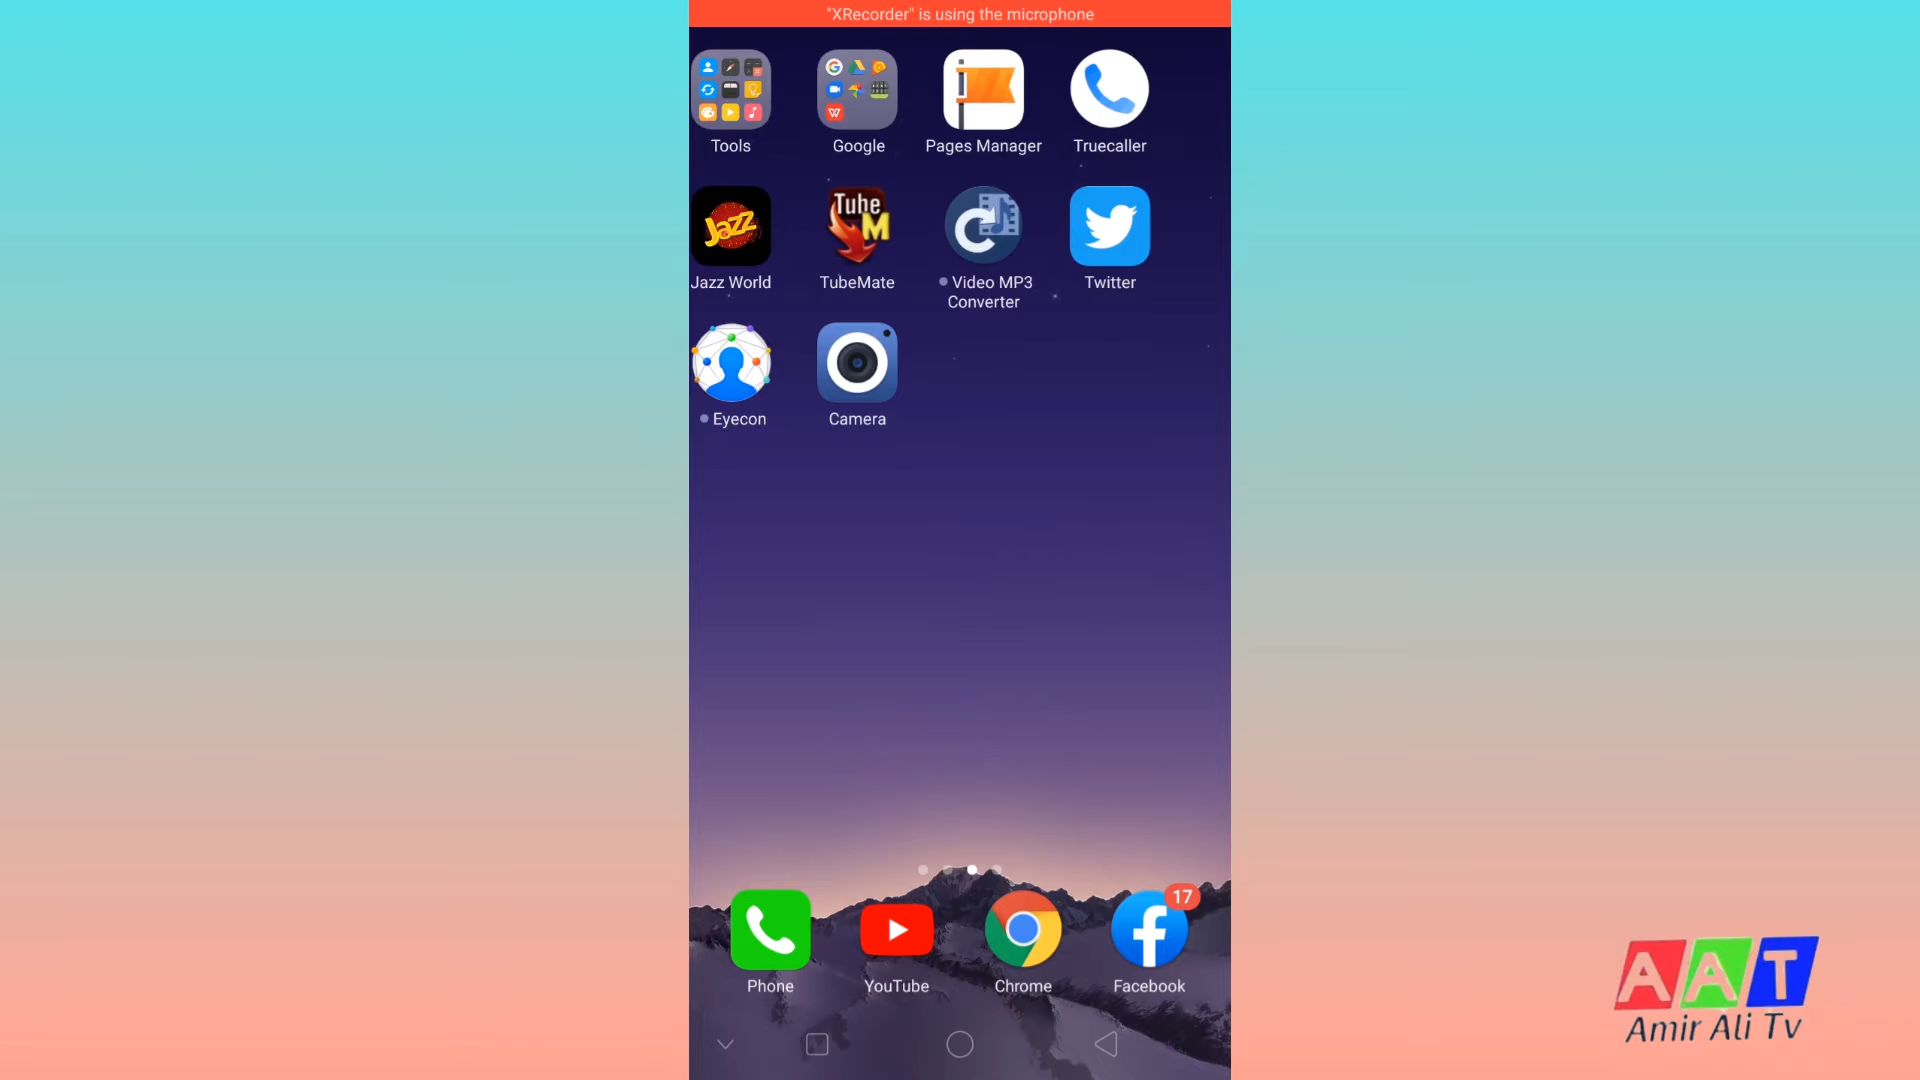 "XRecorder" is using the microphone
Tools
Google
Pages Manager
Truecaller
Jazz
Tube
M
Jazz World
TubeMate
Video MP3
Converter
Twitter
Eyecon
Camera
17
Phone
YouTube
Chrome
Facebook
AAT
Amir Ali Tv